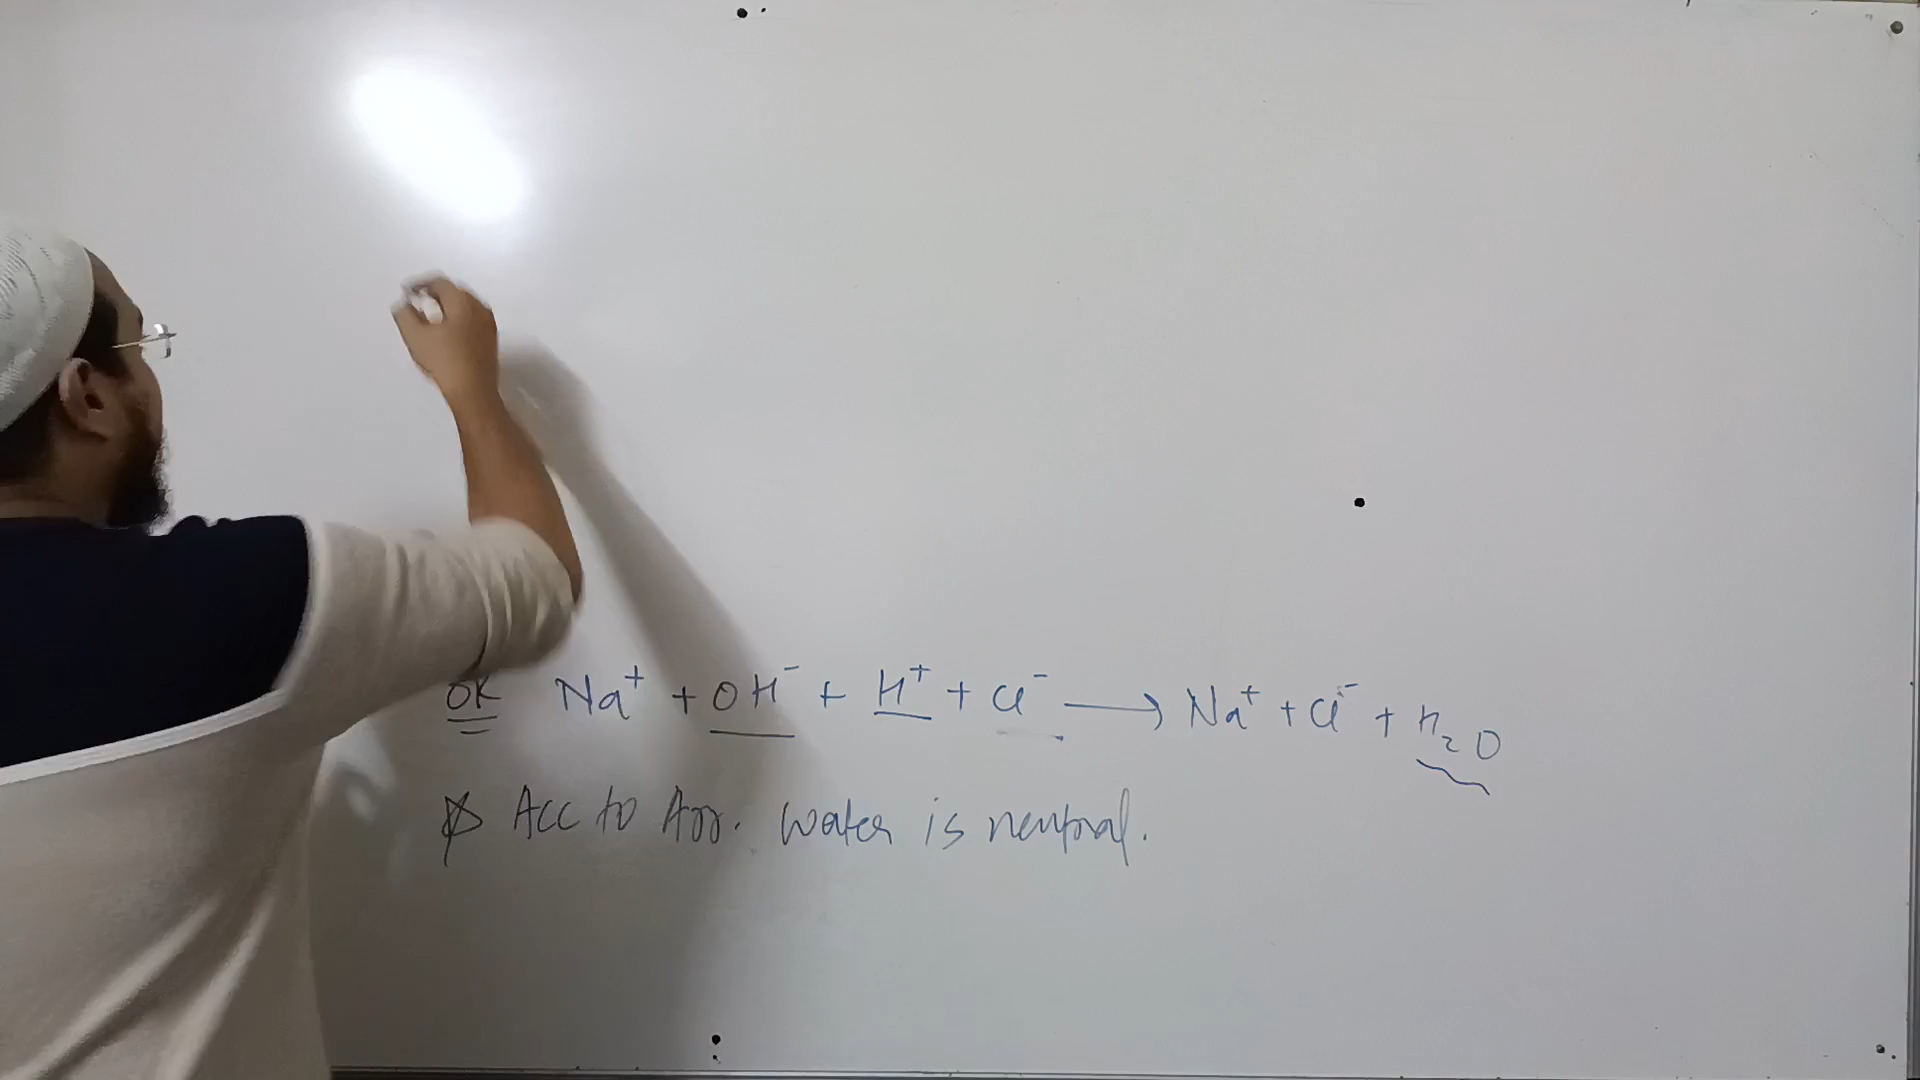 OR Na⁺ + OH⁻ + H⁺ + Cl⁻ ⟶ Na⁺ + Cl⁻ + H₂O
☆ Acc to Arr. water is neutral.